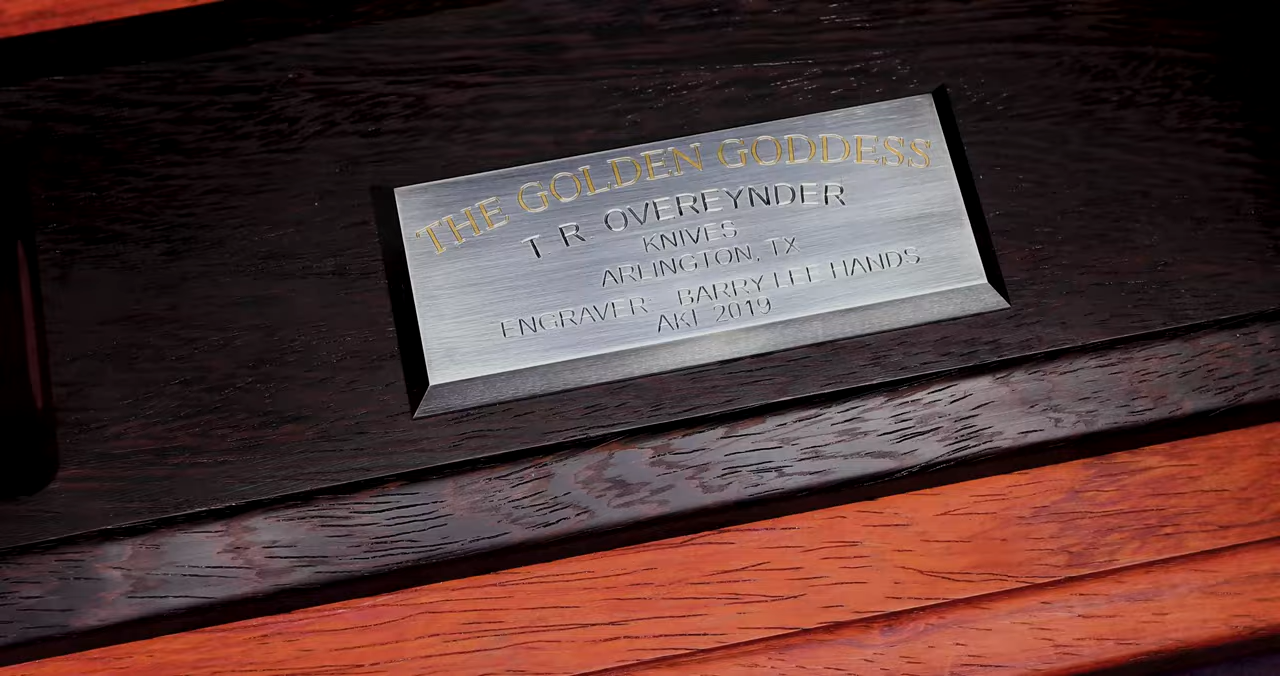 THE GOLDEN GODDESS
T R OVEREYNDER
KNIVES
ARLINGTON, TX
ENGRAVER BARRY LEE HANDS
AKI 2019